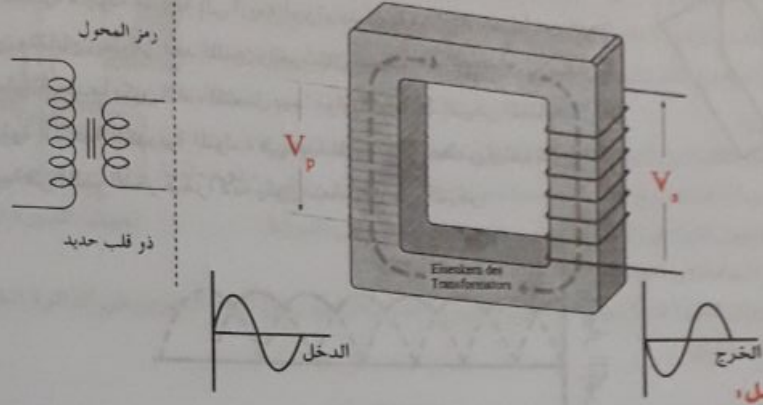 رمز المحول
ذو قلب حديد
V_p
V_s
Eisenkern des
Transformators
الدخل
الخرج